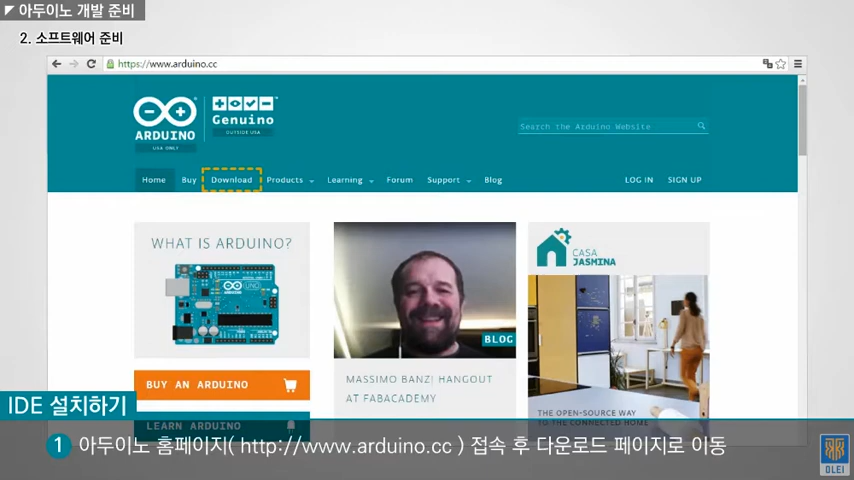 아두이노 개발 준비
2. 소프트웨어 준비
https://www.arduino.cc
ARDUINO
USA ONLY
Genuino
OUTSIDE USA
Search the Arduino Website
Home Buy Download Products Learning Forum Support Blog LOG IN SIGN UP
WHAT IS ARDUINO?
UNO
BUY AN ARDUINO
LEARN ARDUINO
BLOG
MASSIMO BANZI HANGOUT
AT FABACADEMY
CASA
JASMINA
THE OPEN-SOURCE WAY
TO THE CONNECTED HOME
IDE 설치하기
1 아두이노 홈페이지( http://www.arduino.cc ) 접속 후 다운로드 페이지로 이동
OLEI